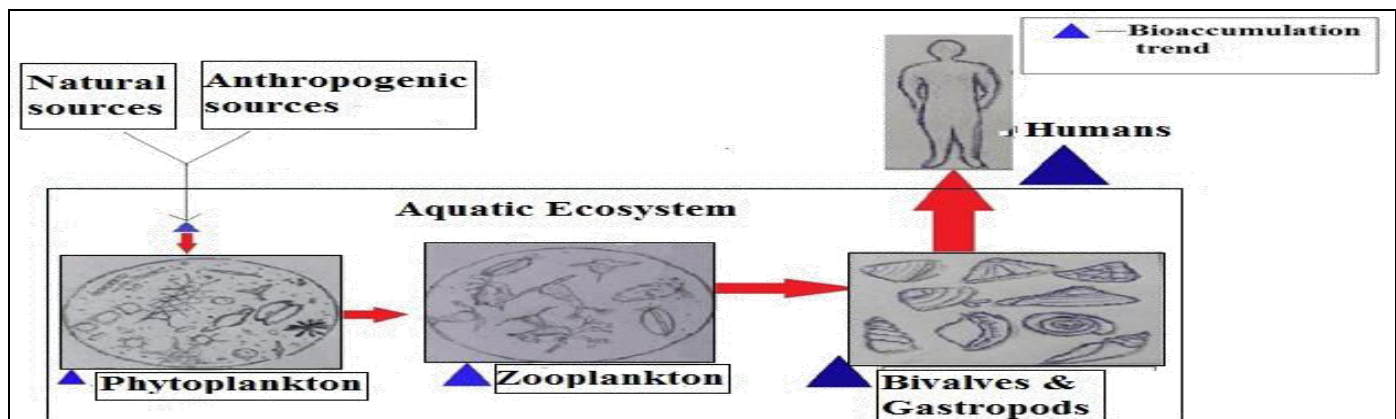 Bioaccumulation
trend
Natural
sources
Anthropogenic
sources
Humans
Aquatic Ecosystem
Phytoplankton
Zooplankton
Bivalves &
Gastropods